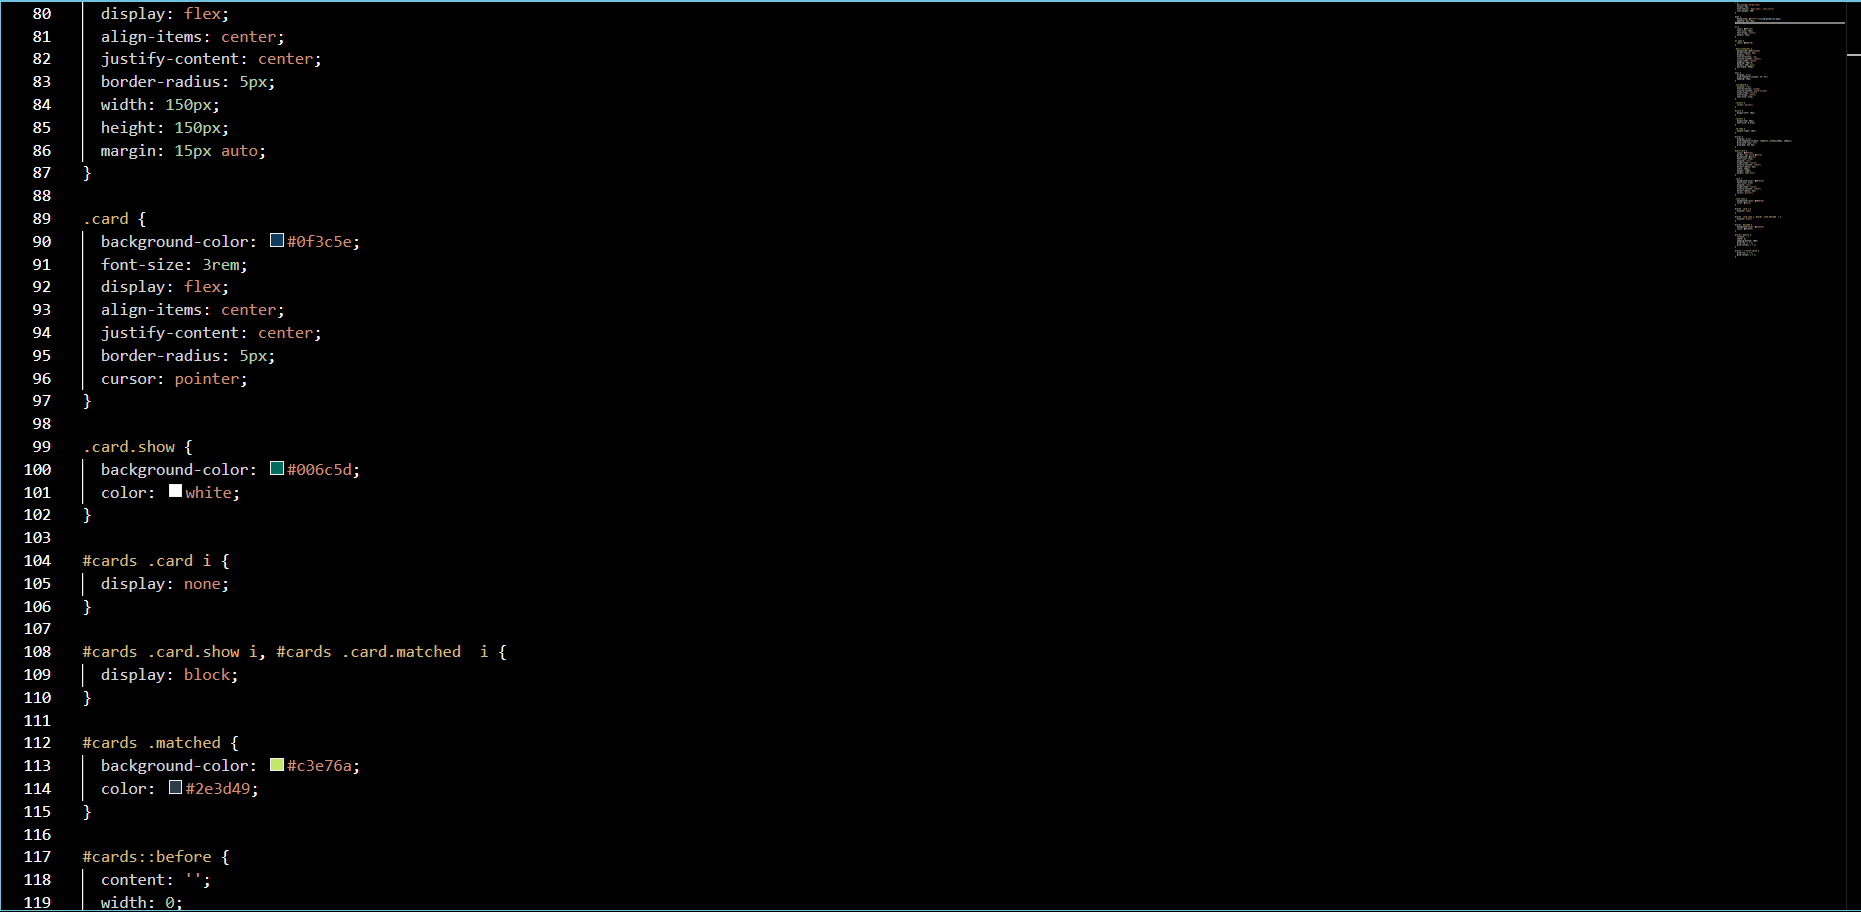 80 display: flex;
81 align-items: center;
82 justify-content: center;
83 border-radius: 5px;
84 width: 150px;
85 height: 150px;
86 margin: 15px auto;
87 }
88
89 .card {
90 background-color: #0f3c5e;
91 font-size: 3rem;
92 display: flex;
93 align-items: center;
94 justify-content: center;
95 border-radius: 5px;
96 cursor: pointer;
97 }
98
99 .card.show {
100 background-color: #006c5d;
101 color: white;
102 }
103
104 #cards .card i {
105 display: none;
106 }
107
108 #cards .card.show i, #cards .card.matched  i {
109 display: block;
110 }
111
112 #cards .matched {
113 background-color: #c3e76a;
114 color: #2e3d49;
115 }
116
117 #cards::before {
118 content: '';
119 width: 0;